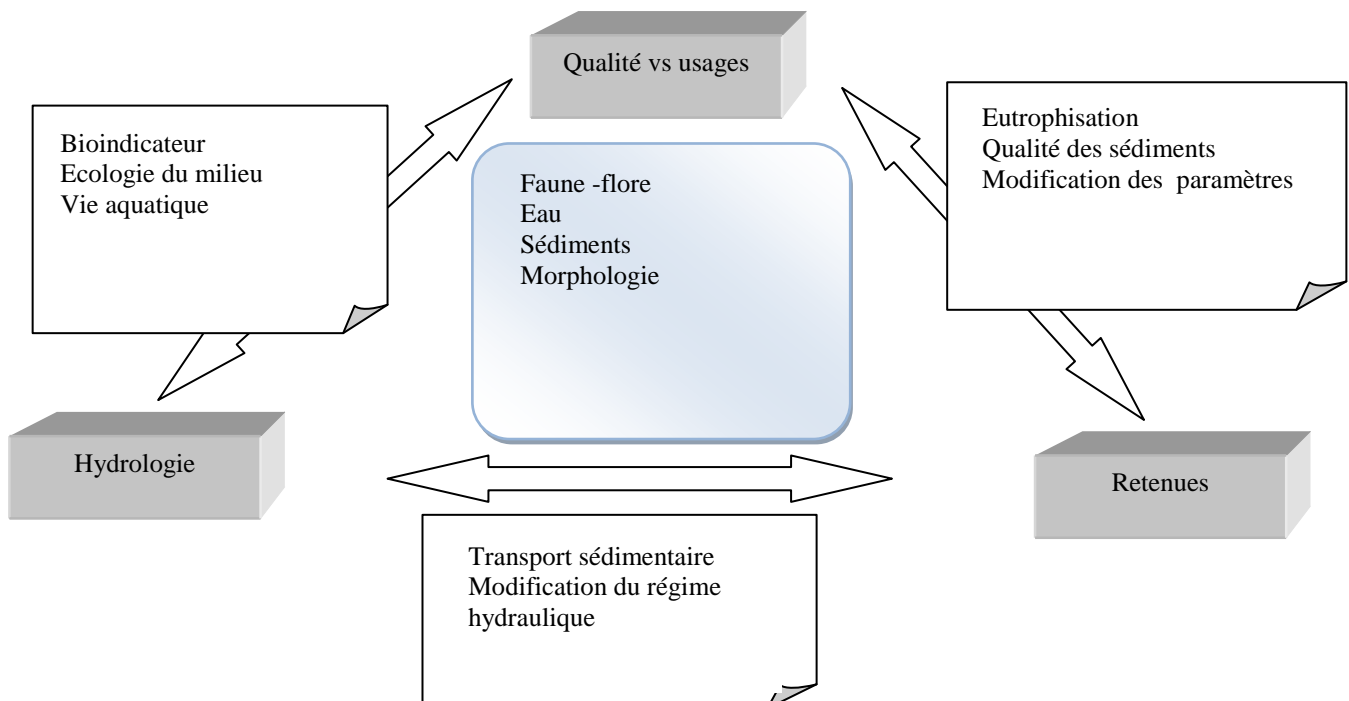 Qualité vs usages
Bioindicateur
Ecologie du milieu
Vie aquatique
Eutrophisation
Qualité des sédiments
Modification des paramètres
Faune -flore
Eau
Sédiments
Morphologie
Hydrologie
Retenues
Transport sédimentaire
Modification du régime
hydraulique